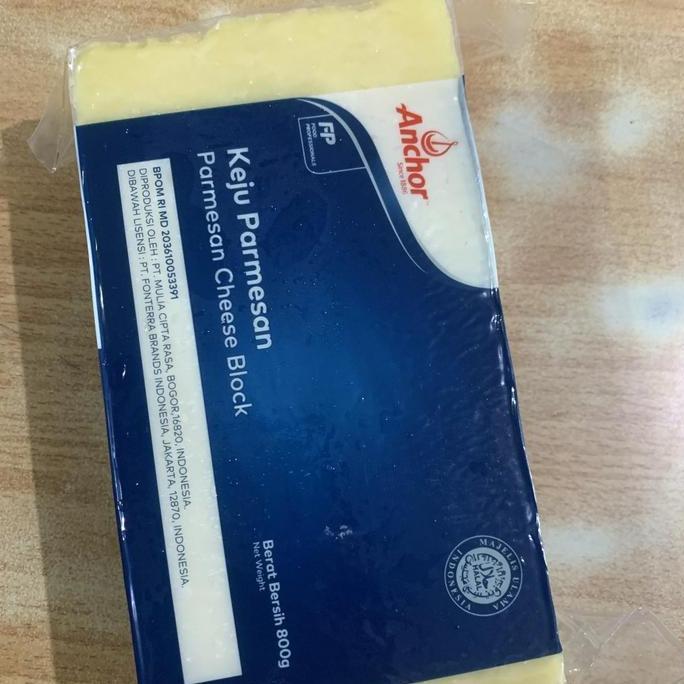 Anchor
Since 1886
FP
FOOD
PROFESSIONALS
Keju Parmesan
Parmesan Cheese Block
BPOM RI MD 203610053391
DIPRODUKSI OLEH : PT. MULIA CIPTA RASA, BOGOR,16820, INDONESIA.
DIBAWAH LISENSI : PT. FONTERRA BRANDS INDONESIA, JAKARTA, 12870, INDONESIA.
Berat Bersih 800g
Net Weight
MAJELIS ULAMA
HALAL
INDONESIA